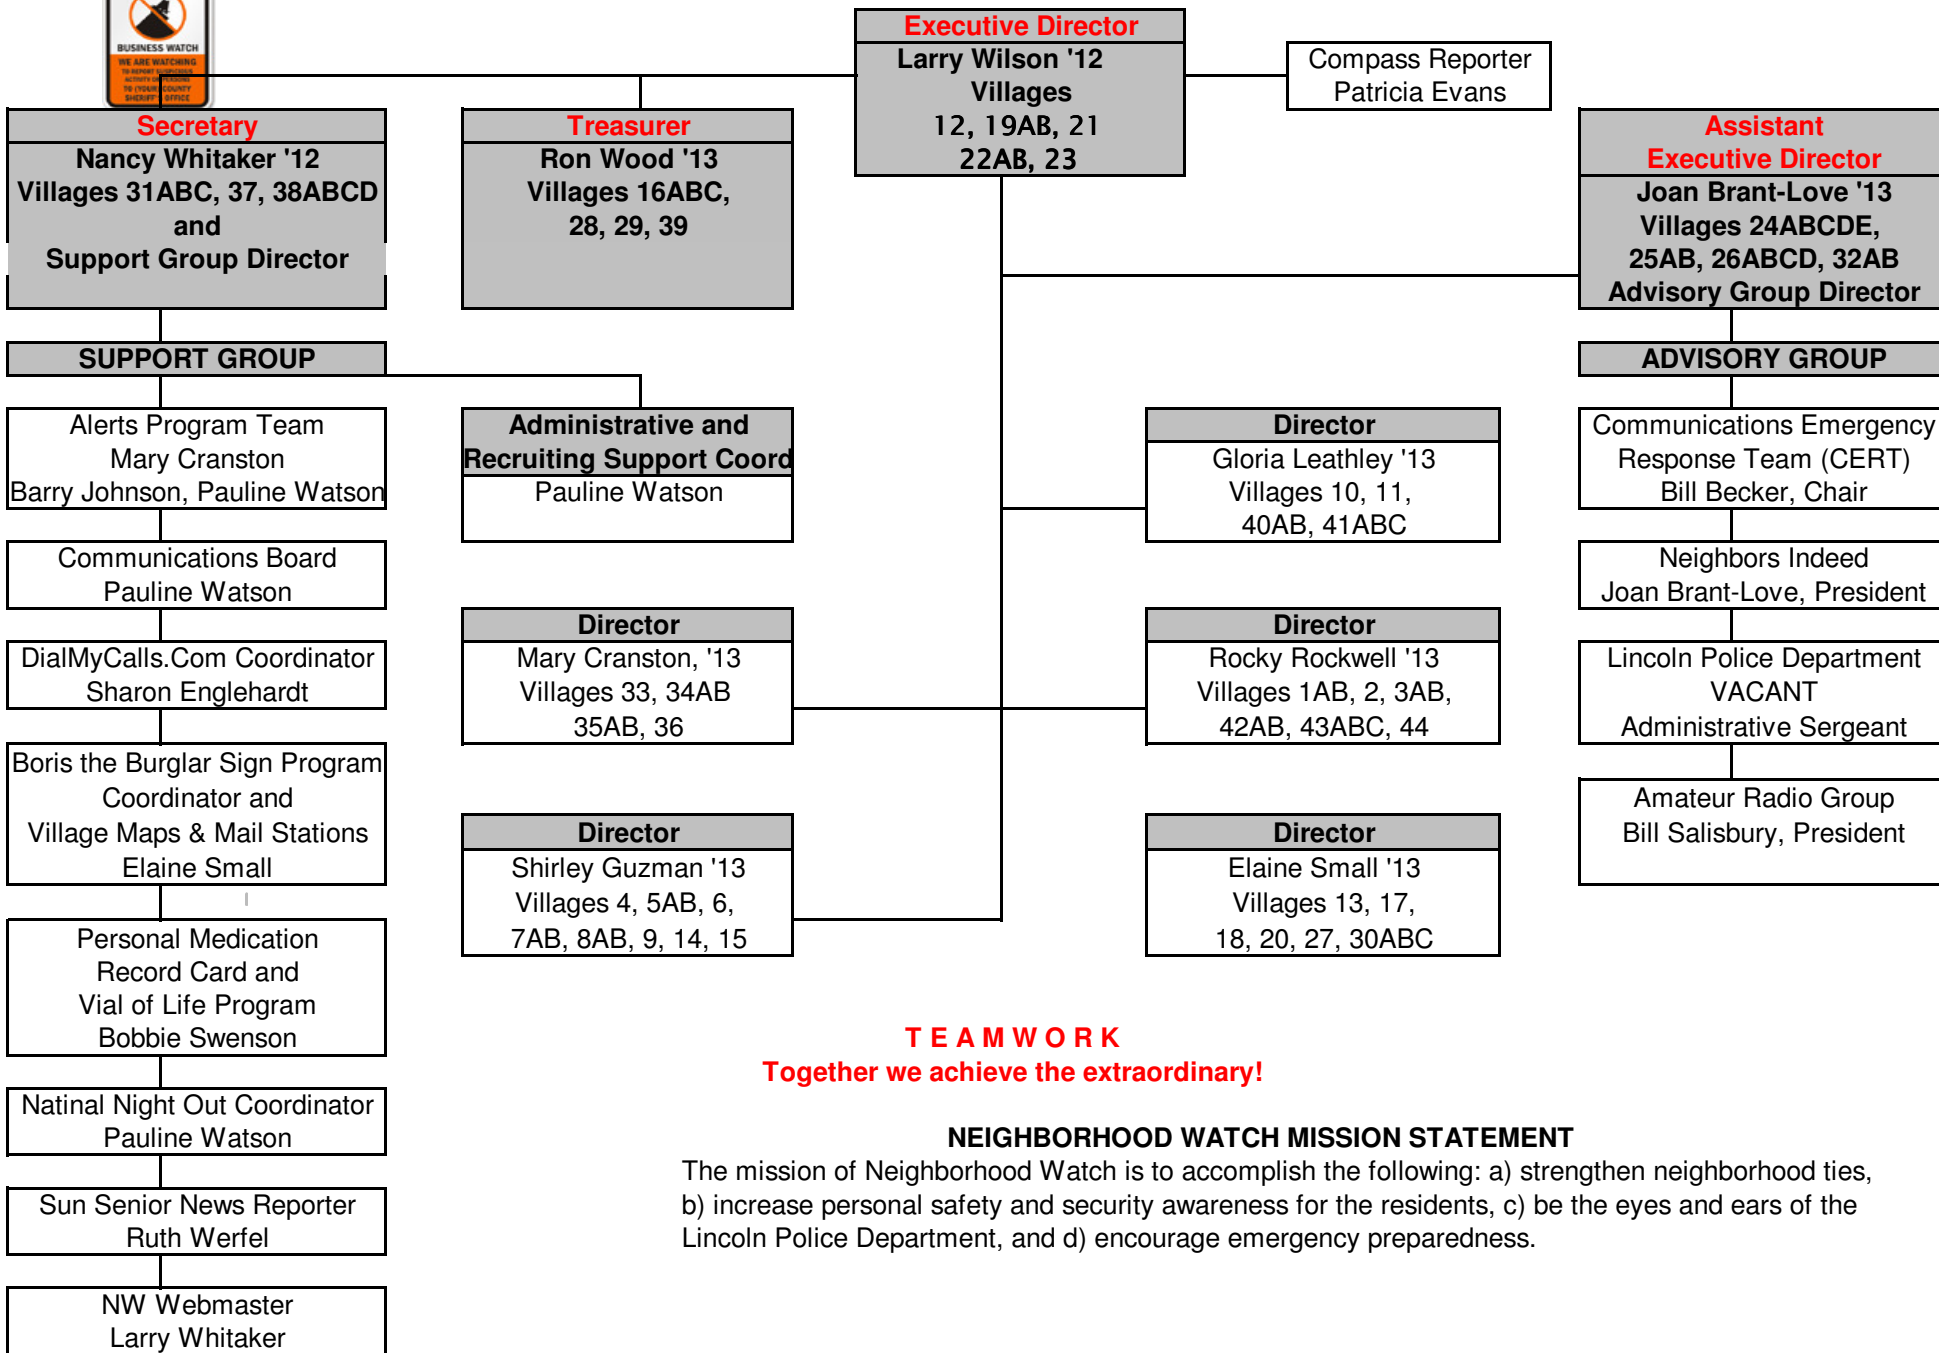 BUSINESS WATCH
WE ARE WATCHING
TO REPORT SUSPICIOUS
ACTIVITY OR PERSONS
TO (YOUR) COUNTY
SHERIFF'S OFFICE
Executive Director
Larry Wilson '12
Villages
12, 19AB, 21
22AB, 23
Compass Reporter
Patricia Evans
Secretary
Nancy Whitaker '12
Villages 31ABC, 37, 38ABCD
and
Support Group Director
Treasurer
Ron Wood '13
Villages 16ABC,
28, 29, 39
Assistant
Executive Director
Joan Brant-Love '13
Villages 24ABCDE,
25AB, 26ABCD, 32AB
Advisory Group Director
SUPPORT GROUP
Alerts Program Team
Mary Cranston
Barry Johnson, Pauline Watson
Communications Board
Pauline Watson
DialMyCalls.Com Coordinator
Sharon Englehardt
Boris the Burglar Sign Program
Coordinator and
Village Maps & Mail Stations
Elaine Small
Personal Medication
Record Card and
Vial of Life Program
Bobbie Swenson
Natinal Night Out Coordinator
Pauline Watson
Sun Senior News Reporter
Ruth Werfel
NW Webmaster
Larry Whitaker
Administrative and
Recruiting Support Coord
Pauline Watson
Director
Mary Cranston, '13
Villages 33, 34AB
35AB, 36
Director
Shirley Guzman '13
Villages 4, 5AB, 6,
7AB, 8AB, 9, 14, 15
Director
Gloria Leathley '13
Villages 10, 11,
40AB, 41ABC
Director
Rocky Rockwell '13
Villages 1AB, 2, 3AB,
42AB, 43ABC, 44
Director
Elaine Small '13
Villages 13, 17,
18, 20, 27, 30ABC
ADVISORY GROUP
Communications Emergency
Response Team (CERT)
Bill Becker, Chair
Neighbors Indeed
Joan Brant-Love, President
Lincoln Police Department
VACANT
Administrative Sergeant
Amateur Radio Group
Bill Salisbury, President
T E A M W O R K
Together we achieve the extraordinary!
NEIGHBORHOOD WATCH MISSION STATEMENT
The mission of Neighborhood Watch is to accomplish the following: a) strengthen neighborhood ties,
b) increase personal safety and security awareness for the residents, c) be the eyes and ears of the
Lincoln Police Department, and d) encourage emergency preparedness.